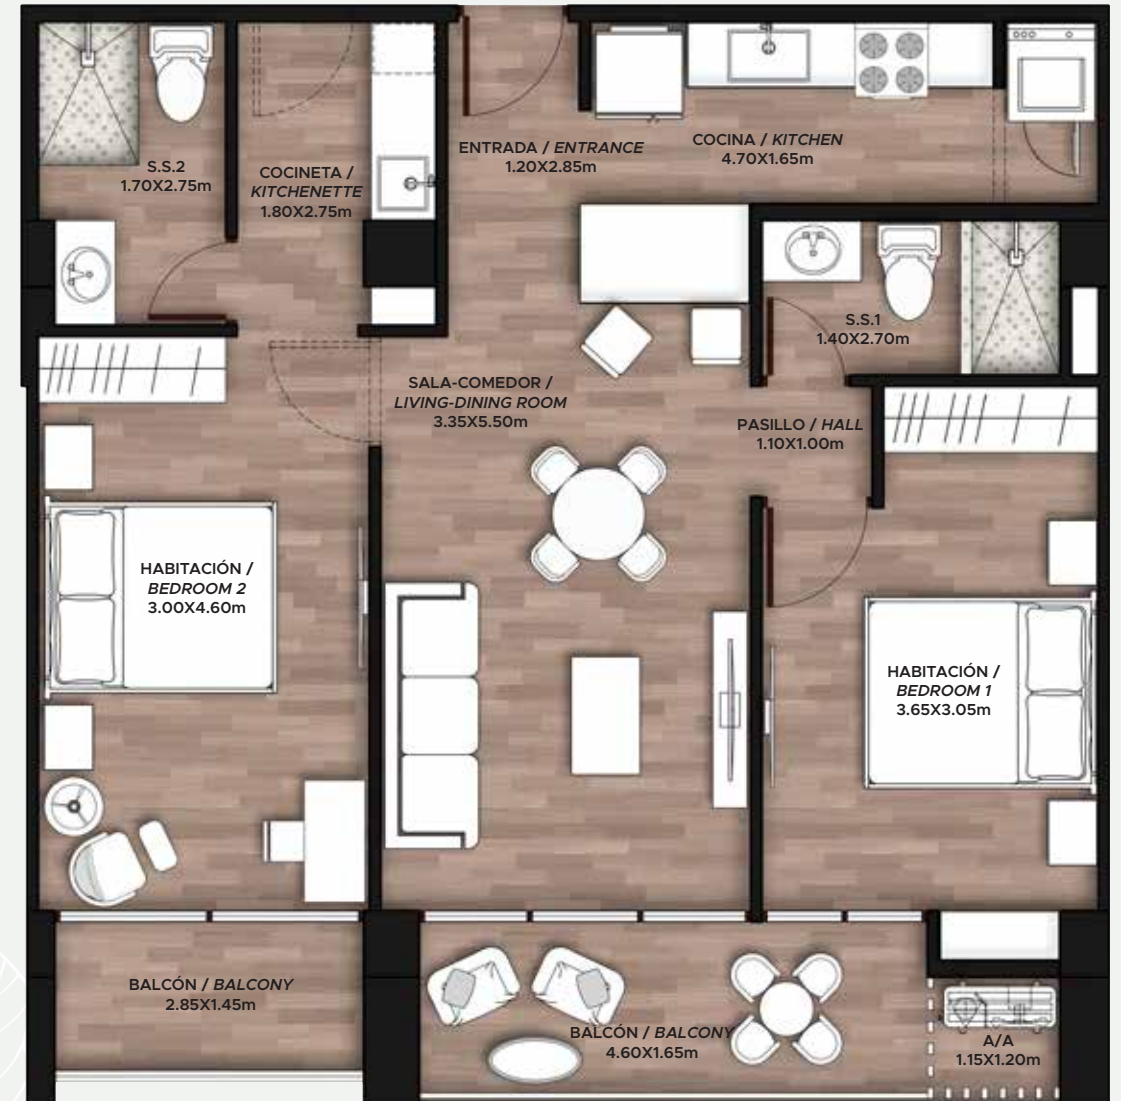 S.S.2
1.70X2.75m
COCINETA /
KITCHENETTE
1.80X2.75m
ENTRADA / ENTRANCE
1.20X2.85m
COCINA / KITCHEN
4.70X1.65m
S.S.1
1.40X2.70m
SALA-COMEDOR /
LIVING-DINING ROOM
3.35X5.50m
PASILLO / HALL
1.10X1.00m
HABITACIÓN /
BEDROOM 2
3.00X4.60m
HABITACIÓN /
BEDROOM 1
3.65X3.05m
BALCÓN / BALCONY
2.85X1.45m
BALCÓN / BALCONY
4.60X1.65m
A/A
1.15X1.20m